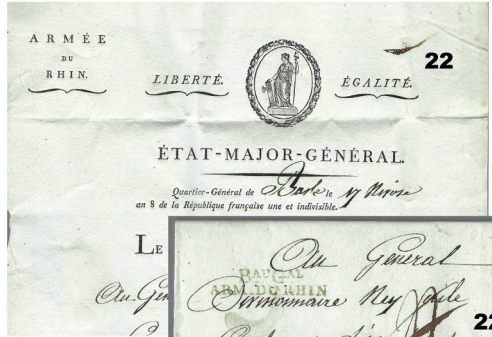 ARMÉE
DU
RHIN.
22
LIBERTÉ.
ÉGALITÉ.
ÉTAT-MAJOR-GÉNÉRAL.
Quartier-Général de Basle le 17 Nivose
an 8 de la République française une et indivisible.
LE
Au Gén
Au Général
BAU GAL
ARM. DU RHIN
Divisionnaire Ney
22